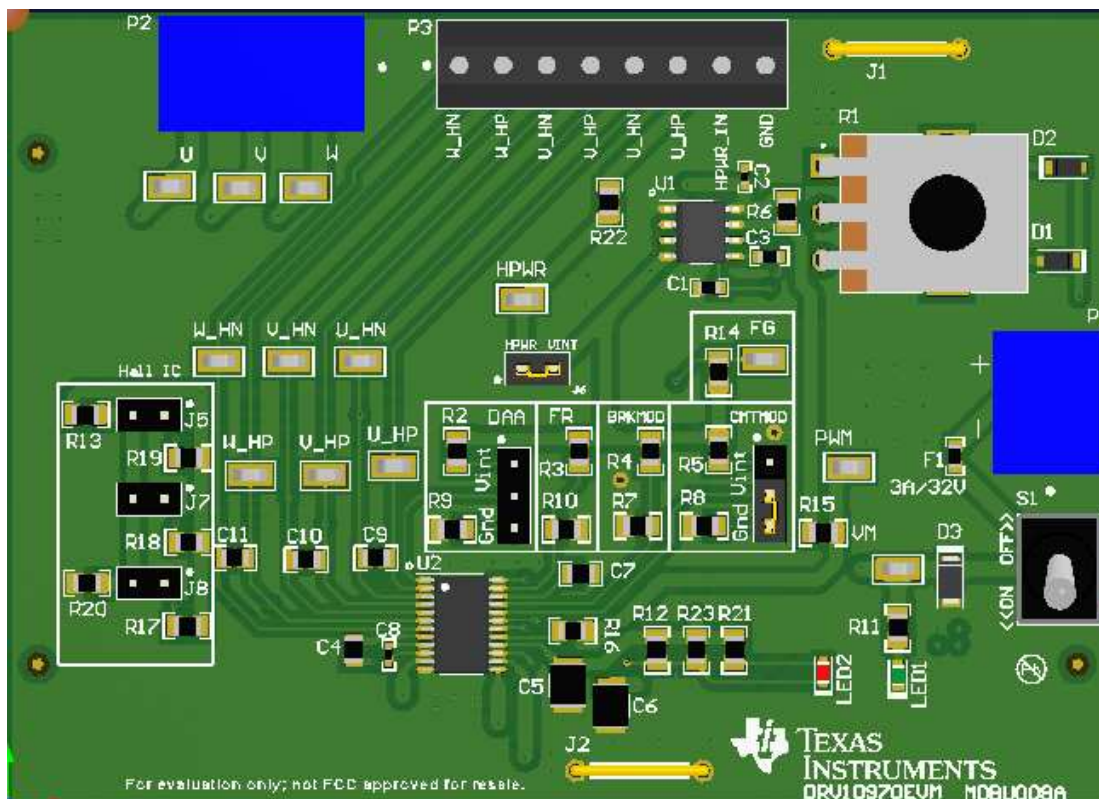 P2
P3
J1
W_HN
W_HP
V_HN
V_HP
U_HN
U_HP
HPWR_IN
GND
R1
D2
U
V
W
U1
C2
R6
R22
C3
D1
C1
HPWR
P
R14
FG
W_HN
V_HN
U_HN
HPWR VINT
J6
+
-
Hall IC
R13
J5
R2
DAA
FR
BRKMOD
CMTMOD
PWM
W_HP
V_HP
U_HP
Vint
R3
R4
R5
Vint
F1
3A/32V
R19
J7
R9
Gnd
R10
R7
R8
Gnd
R15
VM
S1
R18
C11
C10
C9
U2
D3
OFF>>
<<ON
R20
J8
C7
R17
C4
C8
R16
R12
R23
R21
R11
C5
C6
LED2
LED1
J2
TEXAS
INSTRUMENTS
For evaluation only; not FCC approved for resale.
DRV10970EVM MDBU009A